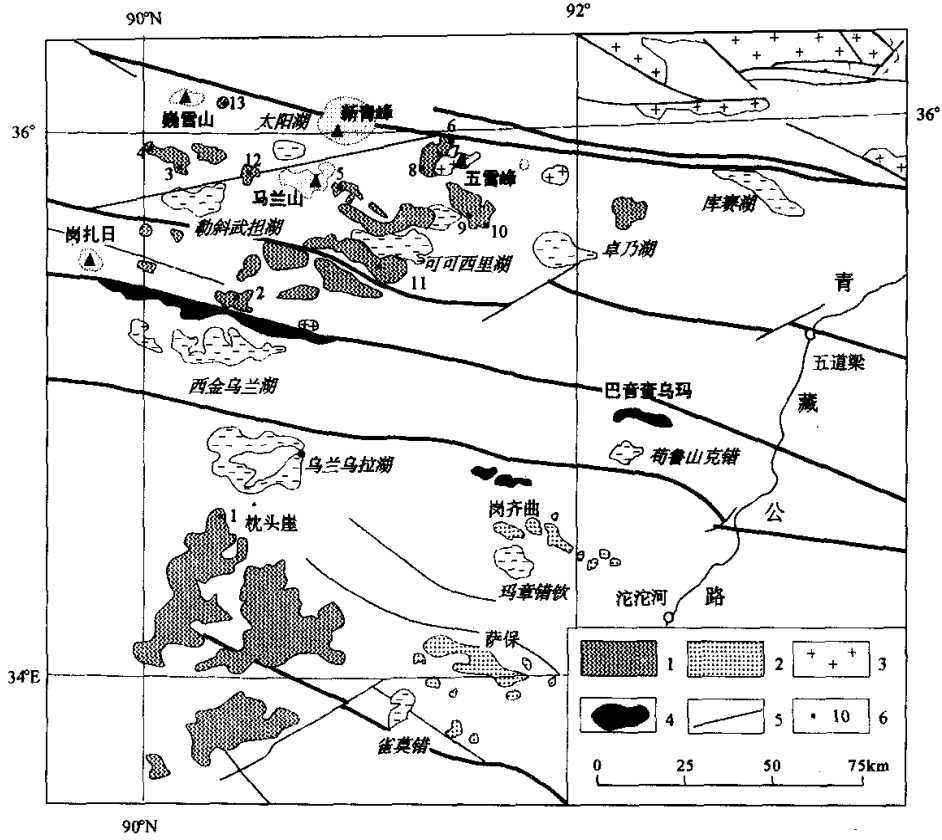 90°N
92°
36°
36°
巍雪山
13
太阳湖
新青峰
6
4
3
12
马兰山
5
8
五雪峰
9
10
库赛湖
勒斜武担湖
可可西里湖
卓乃湖
岗扎日
11
2
青
五道梁
西金乌兰湖
巴音查乌玛
藏
乌兰乌拉湖
苟鲁山克错
岗齐曲
1
枕头崖
公
玛章错钦
沱沱河
路
萨保
34°E
雀莫错
1
2
3
4
5
10
6
0
25
50
75km
90°N